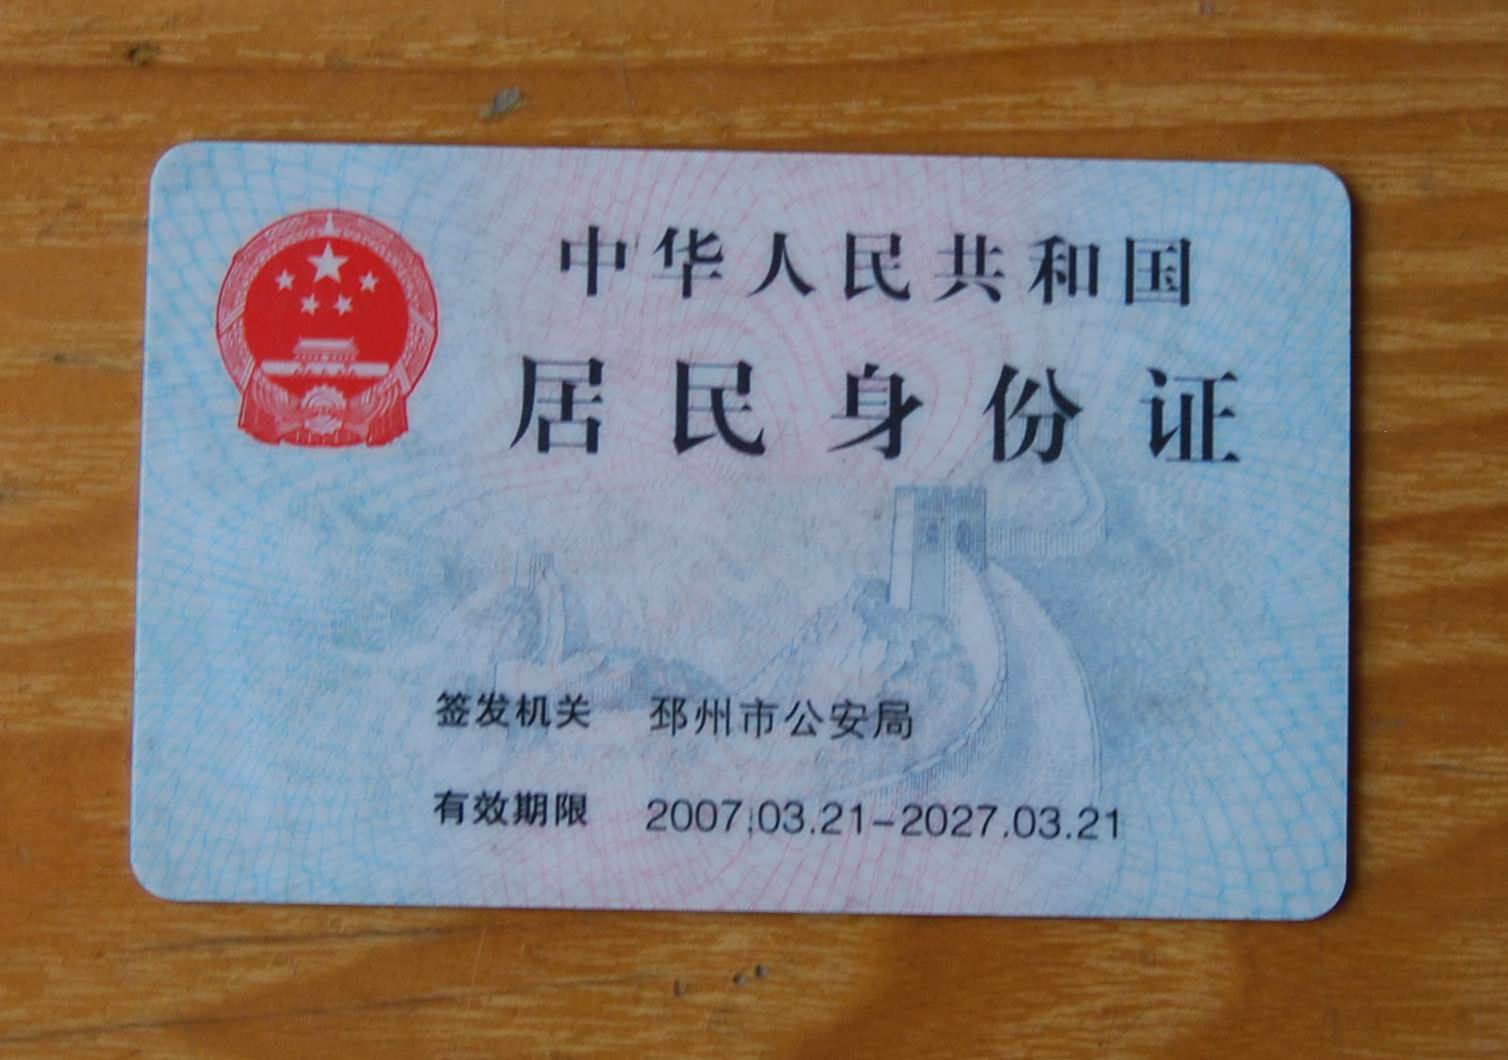 中华人民共和国
居民身份证
签发机关 邳州市公安局
有效期限 2007.03.21-2027.03.21